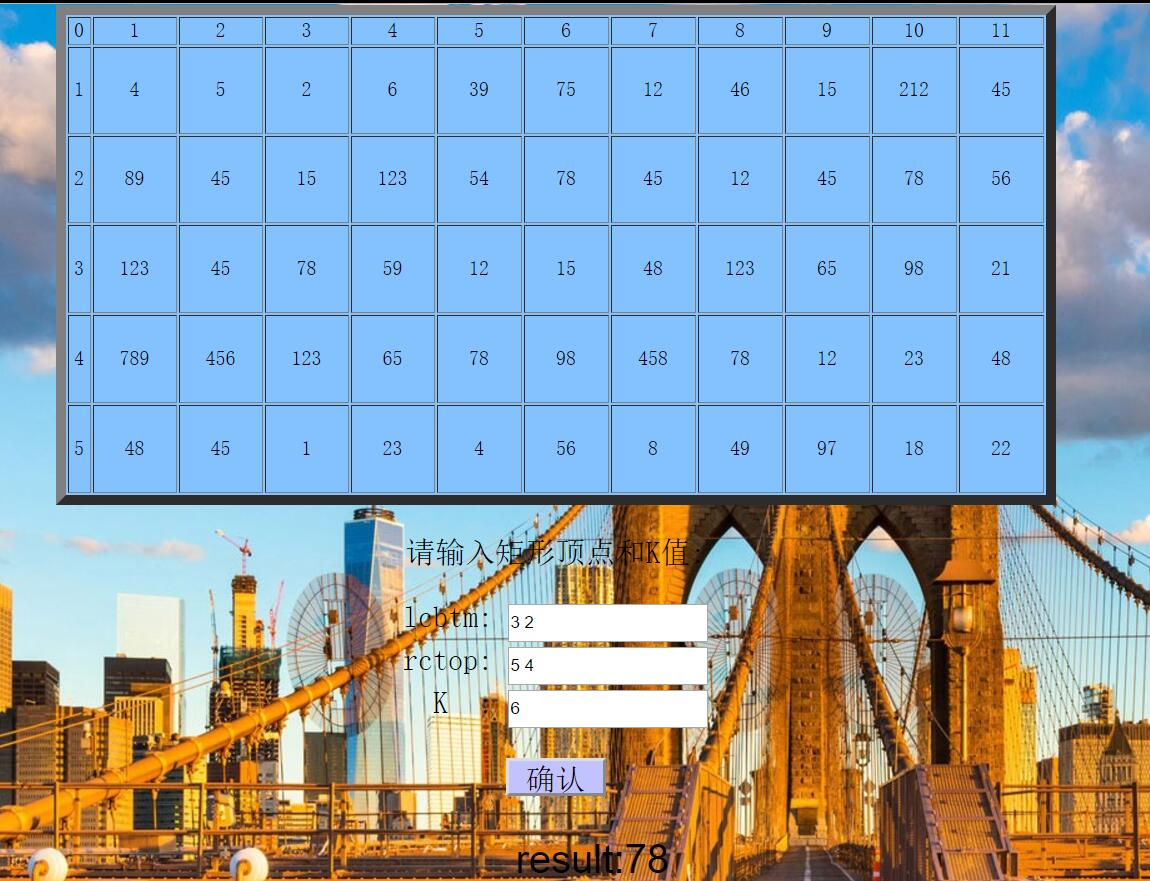 0 1 2 3 4 5 6 7 8 9 10 11
1 4 5 2 6 39 75 12 46 15 212 45
2 89 45 15 123 54 78 45 12 45 78 56
3 123 45 78 59 12 15 48 123 65 98 21
4 789 456 123 65 78 98 458 78 12 23 48
5 48 45 1 23 4 56 8 49 97 18 22
请输入矩形顶点和K值:
lcbtm: 3 2
rctop: 5 4
K 6
确认
result:78